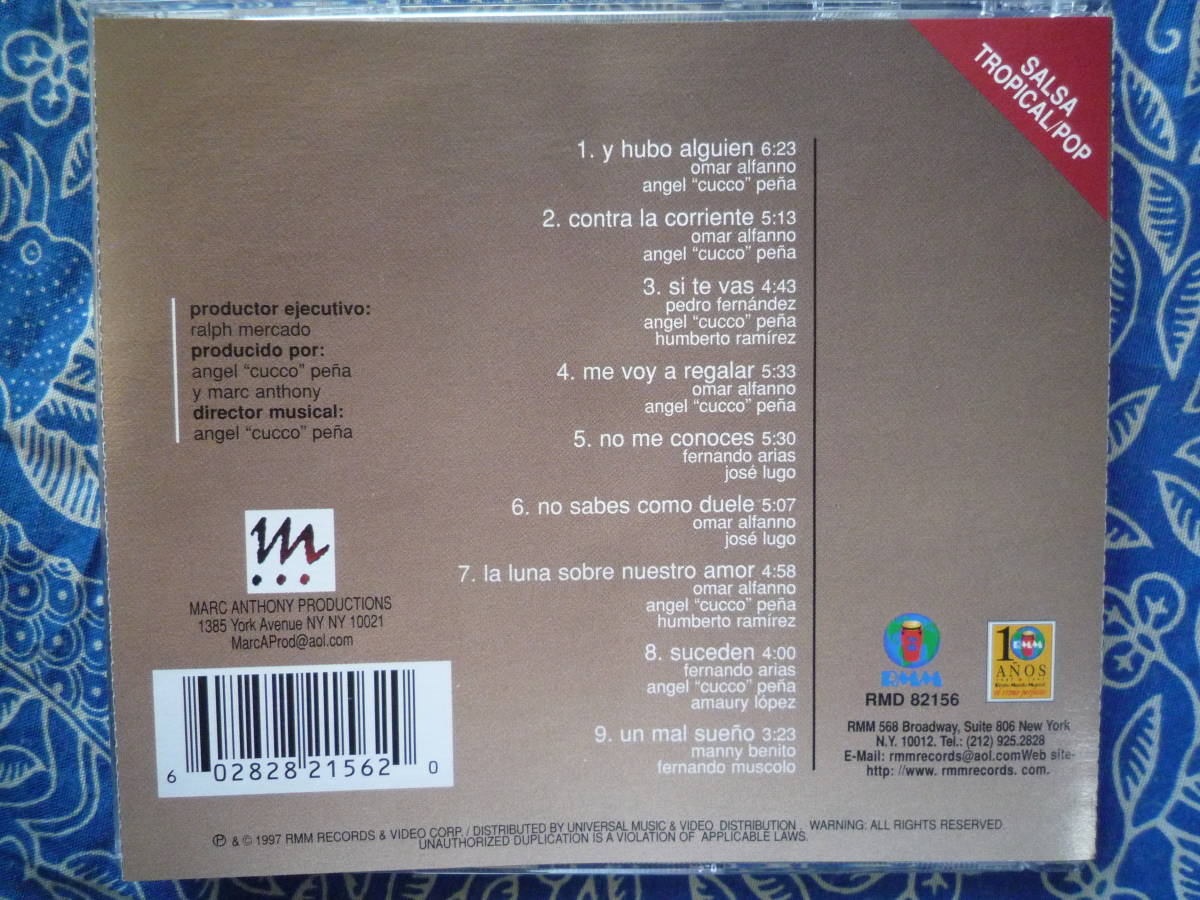 SALSA
TROPICAL/POP
1. y hubo alguien 6:23
omar alfanno
angel "cucco" peña
2. contra la corriente 5:13
omar alfanno
angel "cucco" peña
3. si te vas 4:43
pedro fernández
angel "cucco" peña
humberto ramírez
4. me voy a regalar 5:33
omar alfanno
angel "cucco" peña
5. no me conoces 5:30
fernando arias
josé lugo
6. no sabes como duele 5:07
omar alfanno
josé lugo
7. la luna sobre nuestro amor 4:58
omar alfanno
angel "cucco" peña
humberto ramírez
8. suceden 4:00
fernando arias
angel "cucco" peña
amaury lópez
9. un mal sueño 3:23
manny benito
fernando muscolo
productor ejecutivo:
ralph mercado
producido por:
angel "cucco" peña
y marc anthony
director musical:
angel "cucco" peña
m
MARC ANTHONY PRODUCTIONS
1385 York Avenue NY NY 10021
MarcAProd@aol.com
6 02828 21562 0
RMM
RMD 82156
10
RMM
AÑOS
RMM 568 Broadway, Suite 806 New York
N.Y. 10012. Tel.: (212) 925.2828
E-Mail: rmmrecords@aol.comWeb site-
http: //www. rmmrecords. com.
℗ & © 1997 RMM RECORDS & VIDEO CORP. / DISTRIBUTED BY UNIVERSAL MUSIC & VIDEO DISTRIBUTION . WARNING: ALL RIGHTS RESERVED.
UNAUTHORIZED DUPLICATION IS A VIOLATION OF APPLICABLE LAWS.